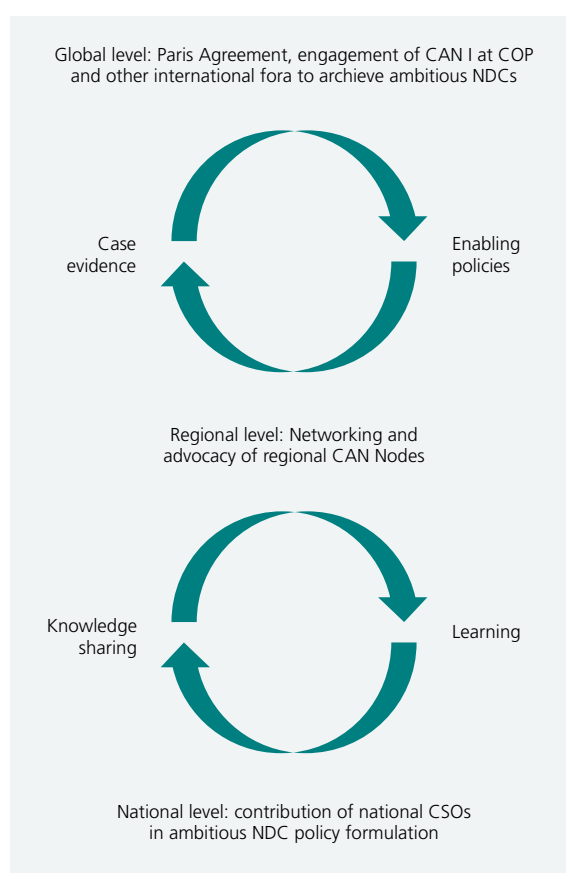 Global level: Paris Agreement, engagement of CAN I at COP
and other international fora to achieve ambitious NDCs
Case
evidence
Enabling
policies
Regional level: Networking and
advocacy of regional CAN Nodes
Knowledge
sharing
Learning
National level: contribution of national CSOs
in ambitious NDC policy formulation